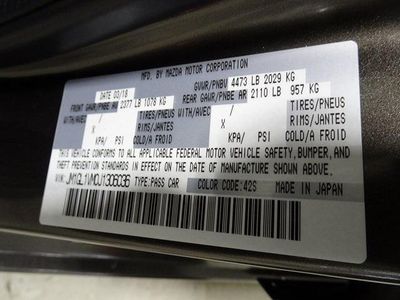 MFD. BY MAZDA MOTOR CORPORATION
DATE 03/18 GVWR/PNBV 4473 LB 2029 KG
FRONT GAWR/PNBE AV 2377 LB 1078 KG REAR GAWR/PNBE AR 2110 LB 957 KG
WITH/AVEC / TIRES/PNEUS WITH/AVEC / TIRES/PNEUS
X RIMS/JANTES X RIMS/JANTES
KPA/ PSI COLD/A FROID KPA/ PSI COLD/A FROID
THIS VEHICLE CONFORMS TO ALL APPLICABLE FEDERAL MOTOR VEHICLE SAFETY, BUMPER, AND
THEFT PREVENTION STANDARDS IN EFFECT ON THE DATE OF MANUFACTURE SHOWN ABOVE.
VIN: TYPE: PASS CAR COLOR CODE: 42S MADE IN JAPAN